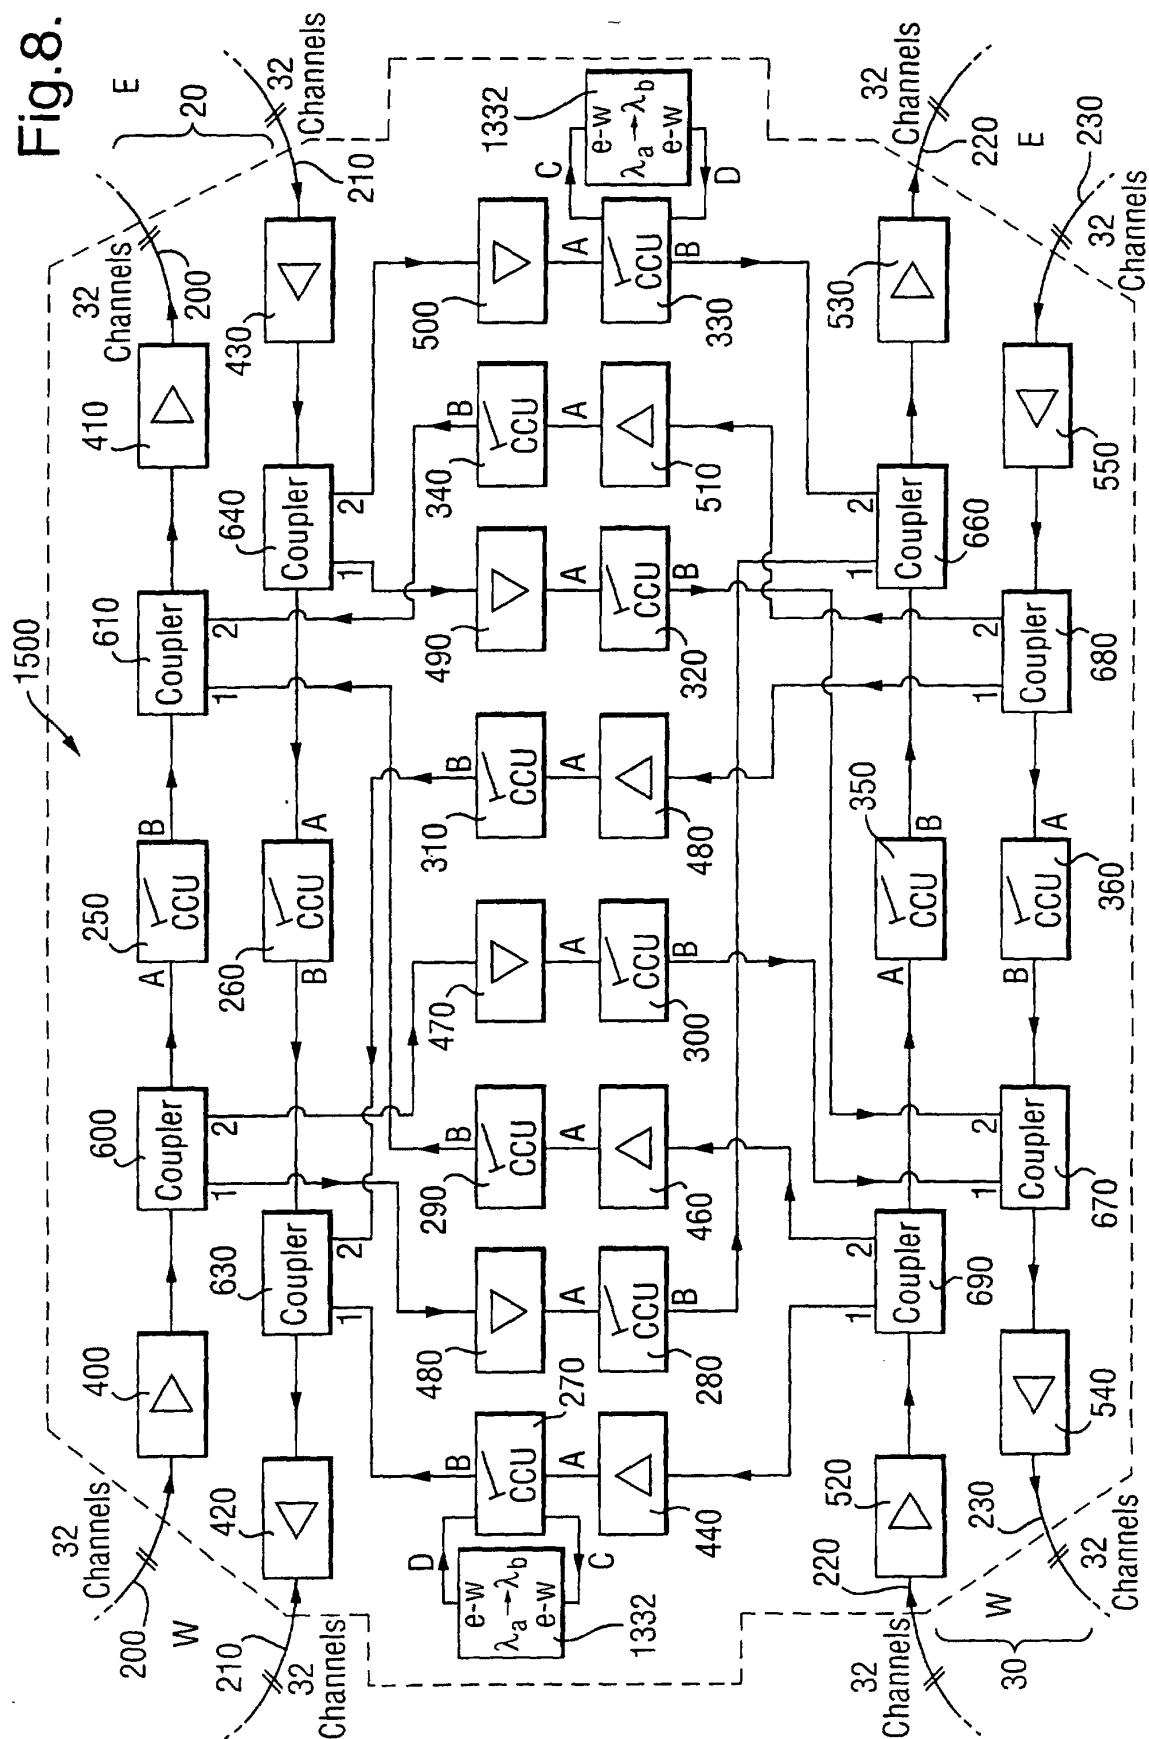 Fig.8.
1500
E
20
32
Channels
200
32
Channels
210
410
430
610
Coupler
1
2
640
Coupler
1
2
250
A
CCU
B
260
A
CCU
B
600
Coupler
1
2
630
Coupler
1
2
400
420
32
Channels
200
W
210
32
Channels
500
A
CCU
B
330
C
D
1332
e-w
λa→λb
e-w
340
B
CCU
A
510
490
A
CCU
B
320
310
B
CCU
A
480
470
A
CCU
B
300
290
B
CCU
A
460
480
A
CCU
B
280
270
B
CCU
A
440
D
C
e-w
λa→λb
e-w
1332
32
Channels
220
E
230
32
Channels
530
550
660
Coupler
1
2
680
Coupler
1
2
350
A
CCU
B
360
A
CCU
B
690
Coupler
1
2
670
Coupler
1
2
520
540
220
32
Channels
W
30
230
32
Channels